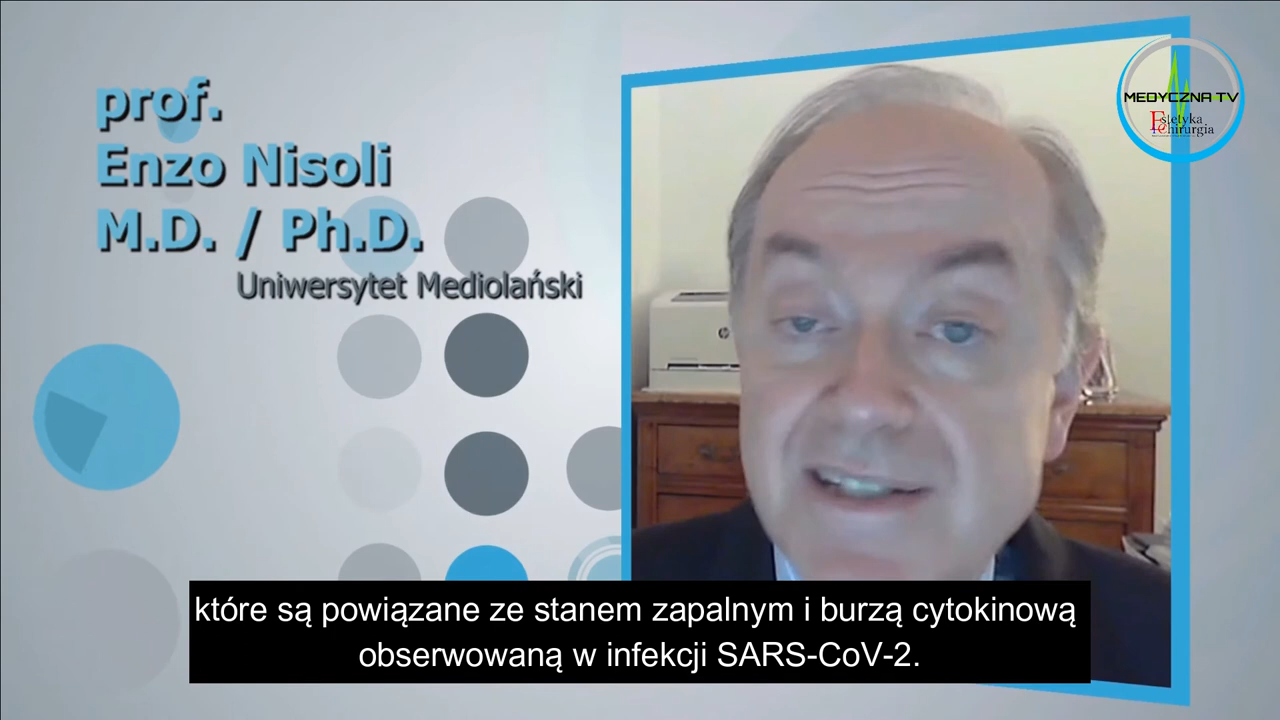 prof.
Enzo Nisoli
M.D. / Ph.D.
Uniwersytet Mediolański
MEDYCZNA TV
Estetyka
chirurgia
hp
które są powiązane ze stanem zapalnym i burzą cytokinową
obserwowaną w infekcji SARS-CoV-2.